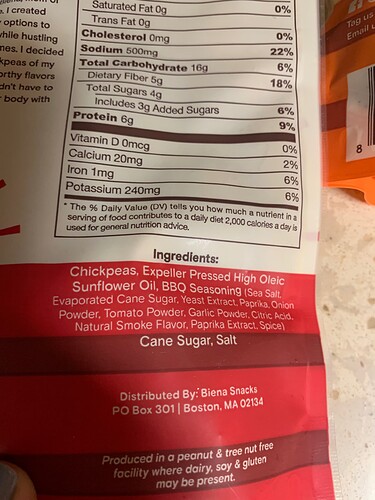 I created
options to
while hustling
mes. I decided
kpeas of my
orthy flavors
dn't have to
body with
Saturated Fat 0g 0%
Trans Fat 0g
Cholesterol 0mg 0%
Sodium 500mg 22%
Total Carbohydrate 16g 6%
Dietary Fiber 5g 18%
Total Sugars 4g
Includes 3g Added Sugars 6%
Protein 6g 9%
Vitamin D 0mcg 0%
Calcium 20mg 2%
Iron 1mg 6%
Potassium 240mg 6%
* The % Daily Value (DV) tells you how much a nutrient in a
serving of food contributes to a daily diet 2,000 calories a day is
used for general nutrition advice.
Ingredients:
Chickpeas, Expeller Pressed High Oleic
Sunflower Oil, BBQ Seasoning (Sea Salt,
Evaporated Cane Sugar, Yeast Extract, Paprika, Onion
Powder, Tomato Powder, Garlic Powder, Citric Acid,
Natural Smoke Flavor, Paprika Extract, Spice)
Cane Sugar, Salt
Distributed By: Biena Snacks
PO Box 301 | Boston, MA 02134
Produced in a peanut & tree nut free
facility where dairy, soy & gluten
may be present.
Tag us
Email
8